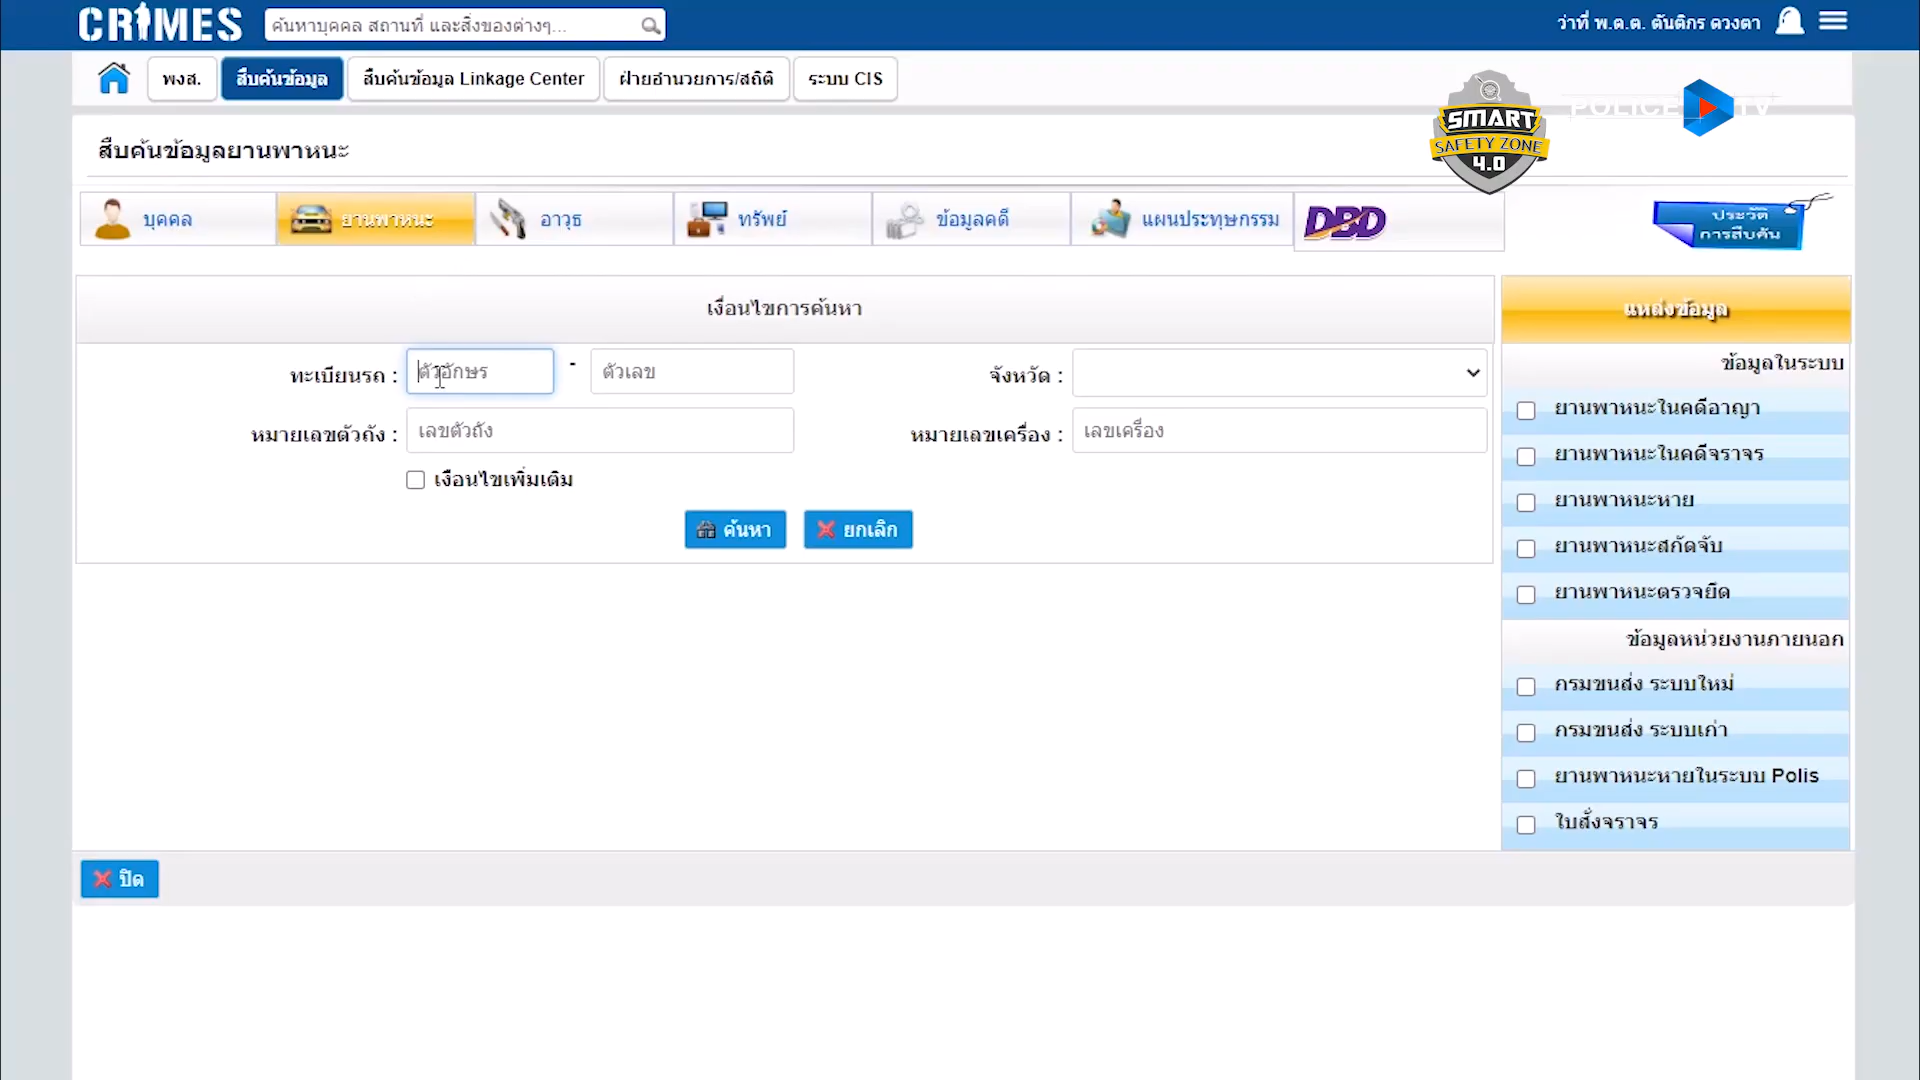 CRIMES
ค้นหาบุคคล สถานที่ และสิ่งของต่างๆ...
ว่าที่ พ.ต.ต. ตันติกร ดวงตา
พงส.
สืบค้นข้อมูล
สืบค้นข้อมูล Linkage Center
ฝ่ายอำนวยการ/สถิติ
ระบบ CIS
SMART
SAFETY ZONE
4.0
POLICE TV
สืบค้นข้อมูลยานพาหนะ
บุคคล
ยานพาหนะ
อาวุธ
ทรัพย์
ข้อมูลคดี
แผนประทุษกรรม
DBD
ประวัติ
การสืบค้น
เงื่อนไขการค้นหา
ทะเบียนรถ :
ตัวอักษร
-
ตัวเลข
จังหวัด :
หมายเลขตัวถัง :
เลขตัวถัง
หมายเลขเครื่อง :
เลขเครื่อง
เงื่อนไขเพิ่มเติม
ค้นหา
ยกเลิก
แหล่งข้อมูล
ข้อมูลในระบบ
ยานพาหนะในคดีอาญา
ยานพาหนะในคดีจราจร
ยานพาหนะหาย
ยานพาหนะสกัดจับ
ยานพาหนะตรวจยึด
ข้อมูลหน่วยงานภายนอก
กรมขนส่ง ระบบใหม่
กรมขนส่ง ระบบเก่า
ยานพาหนะหายในระบบ Polis
ใบสั่งจราจร
ปิด